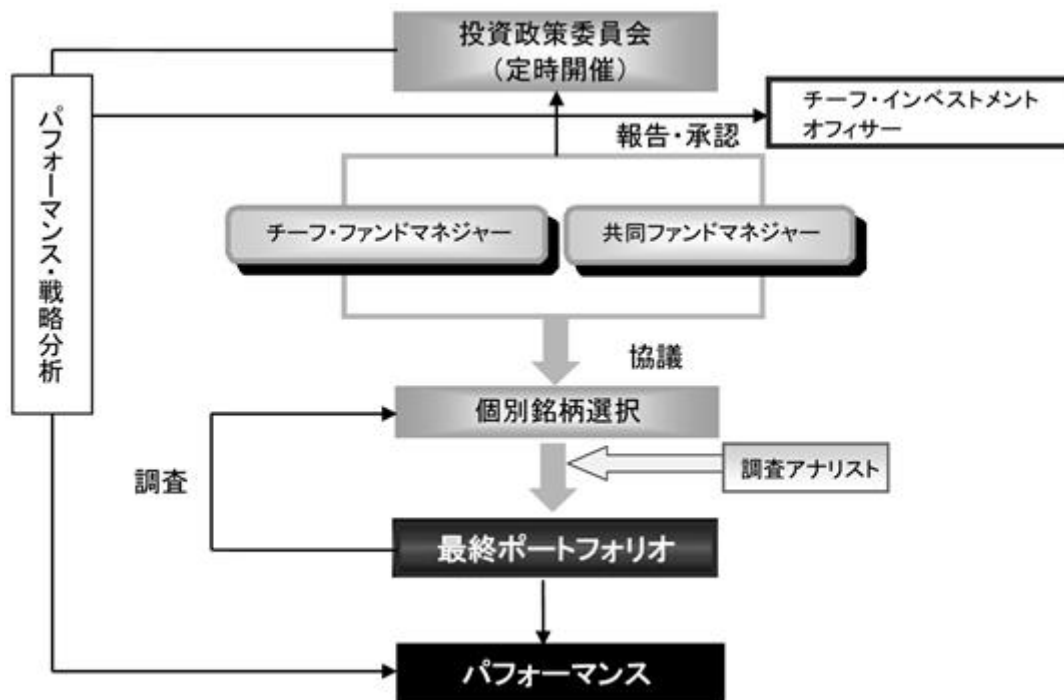 投資政策委員会
（定時開催）
チーフ・インベストメント
オフィサー
報告・承認
パフォーマンス・戦略分析
チーフ・ファンドマネジャー
共同ファンドマネジャー
協議
個別銘柄選択
調査アナリスト
調査
最終ポートフォリオ
パフォーマンス